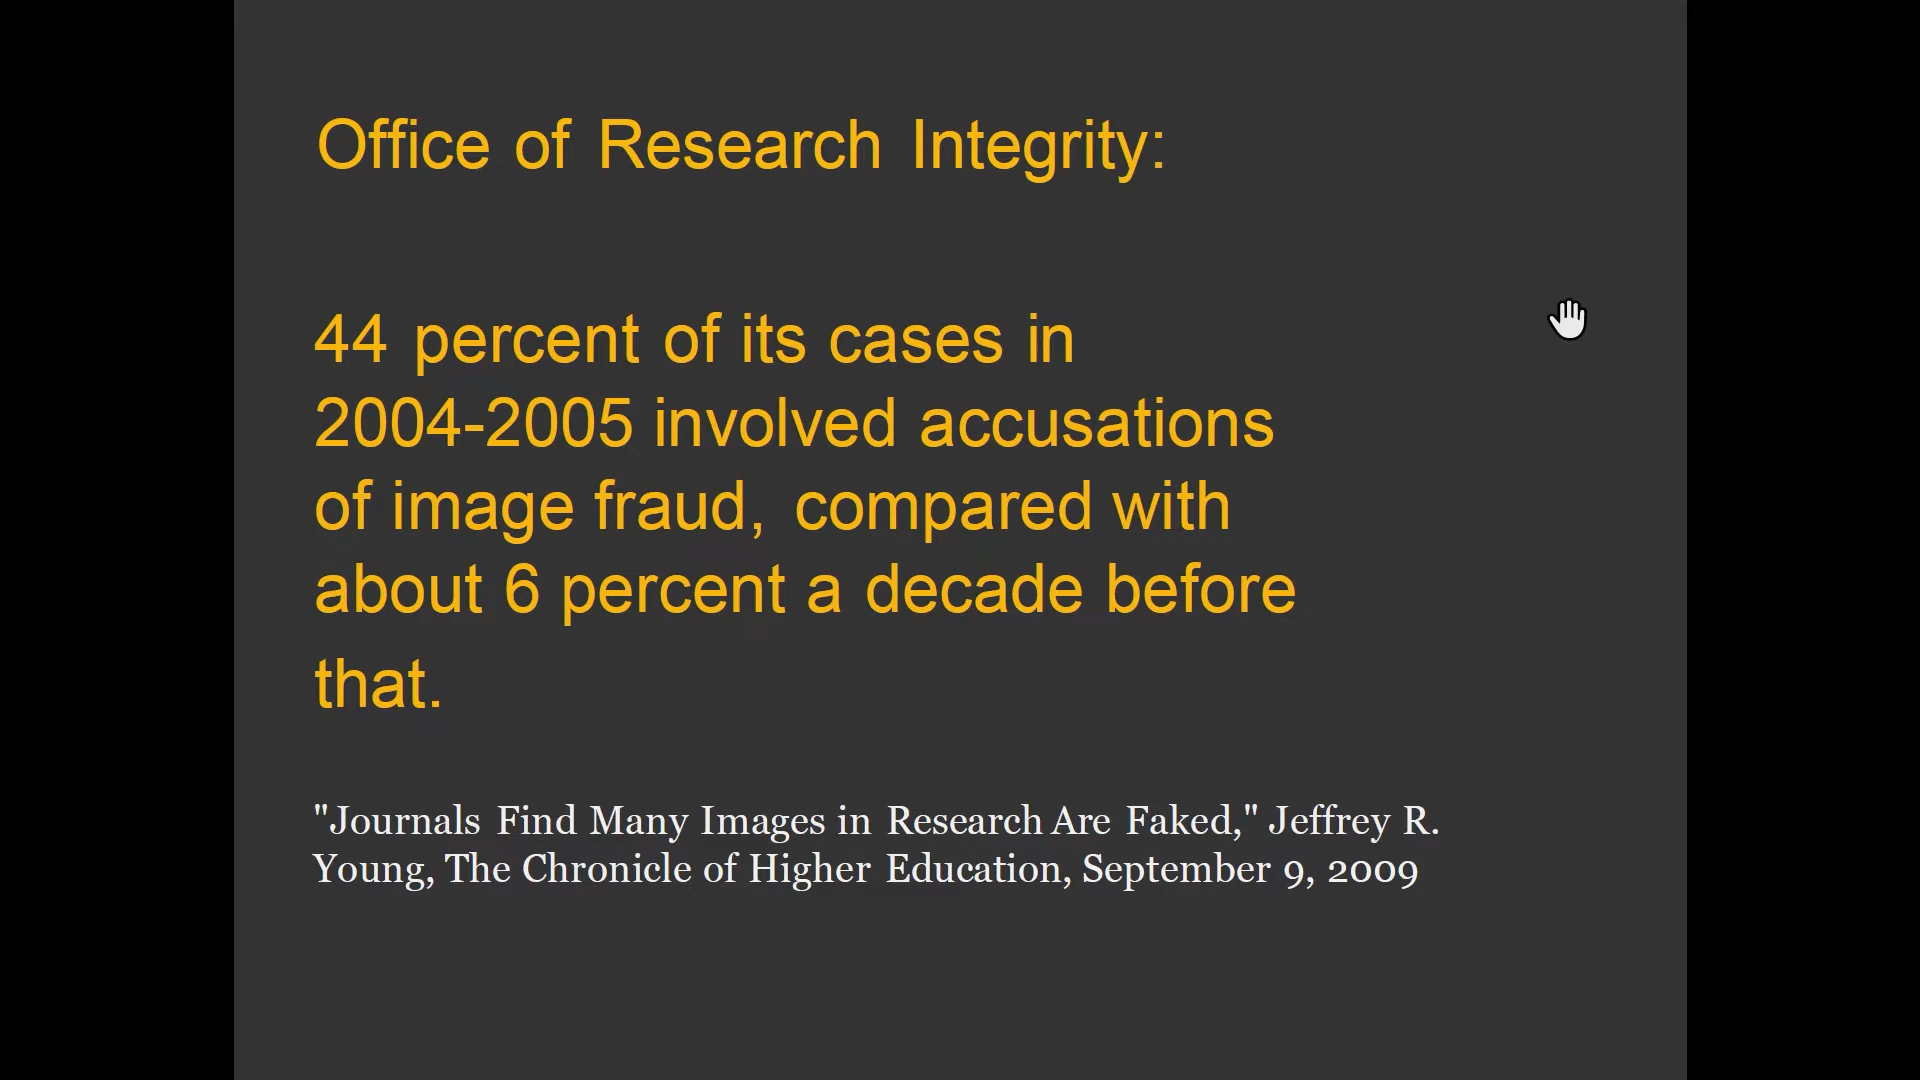 Office of Research Integrity:
44 percent of its cases in
2004-2005 involved accusations
of image fraud, compared with
about 6 percent a decade before
that.
"Journals Find Many Images in Research Are Faked," Jeffrey R.
Young, The Chronicle of Higher Education, September 9, 2009